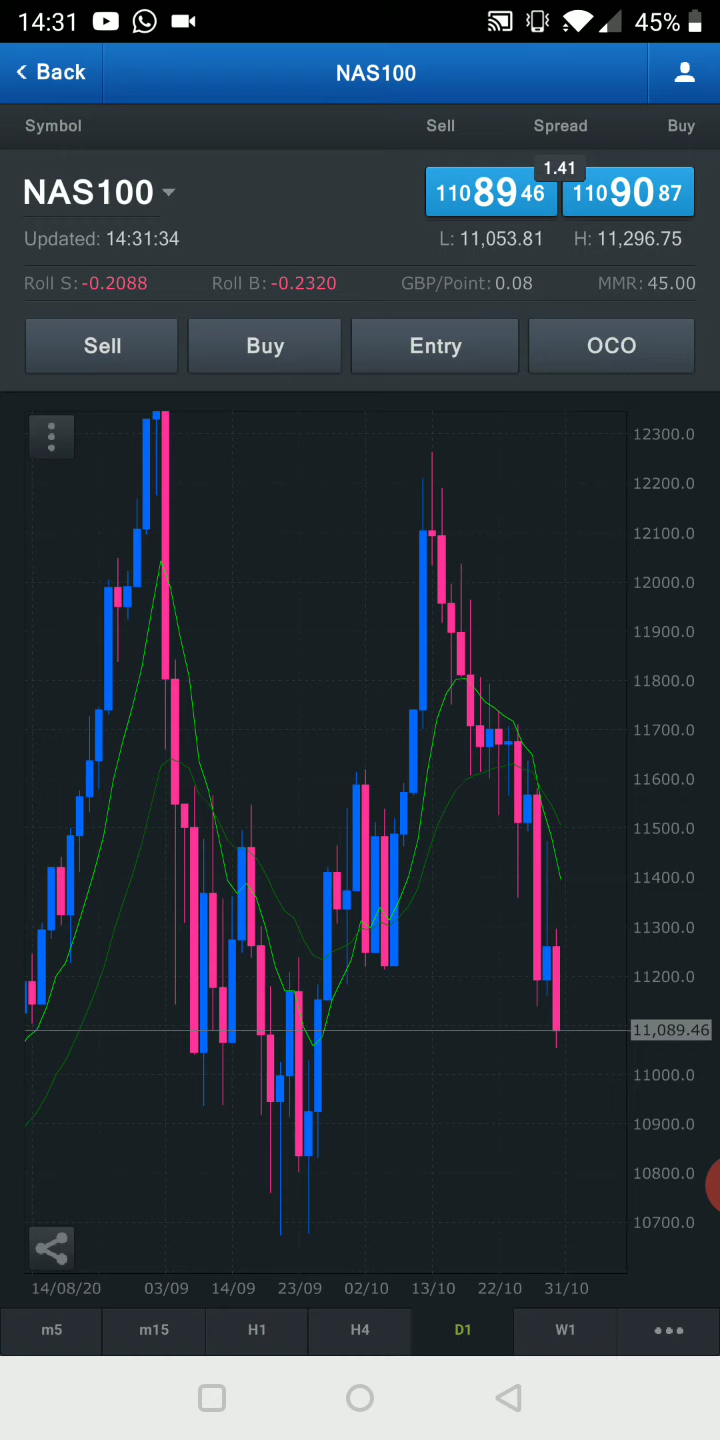 14:31 45%
Back NAS100
Symbol Sell Spread Buy
1.41
NAS100 110 89 46 110 90 87
Updated: 14:31:34 L: 11,053.81 H: 11,296.75
Roll S: -0.2088 Roll B: -0.2320 GBP/Point: 0.08 MMR: 45.00
Sell Buy Entry OCO
12300.0
12200.0
12100.0
12000.0
11900.0
11800.0
11700.0
11600.0
11500.0
11400.0
11300.0
11200.0
11,089.46
11000.0
10900.0
10800.0
10700.0
14/08/20 03/09 14/09 23/09 02/10 13/10 22/10 31/10
m5 m15 H1 H4 D1 W1